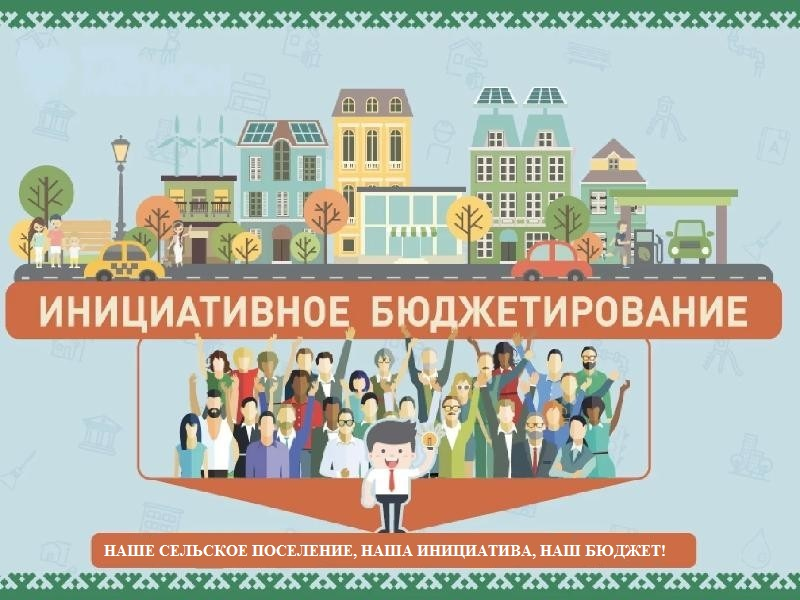 ИНИЦИАТИВНОЕ БЮДЖЕТИРОВАНИЕ
НАШЕ СЕЛЬСКОЕ ПОСЕЛЕНИЕ, НАША ИНИЦИАТИВА, НАШ БЮДЖЕТ!